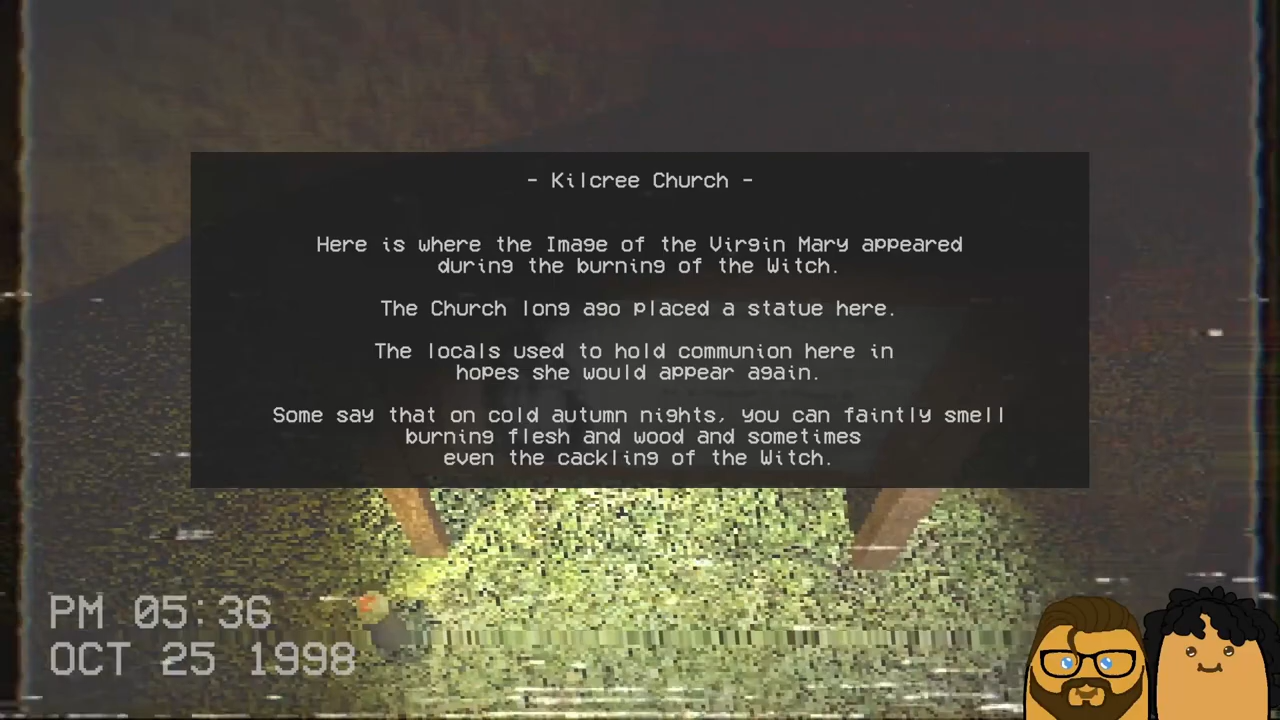 - Kilcree Church -
Here is where the Image of the Virgin Mary appeared
during the burning of the Witch.
The Church long ago placed a statue here.
The locals used to hold communion here in
hopes she would appear again.
Some say that on cold autumn nights, you can faintly smell
burning flesh and wood and sometimes
even the cackling of the Witch.
PM 05:36
OCT 25 1998